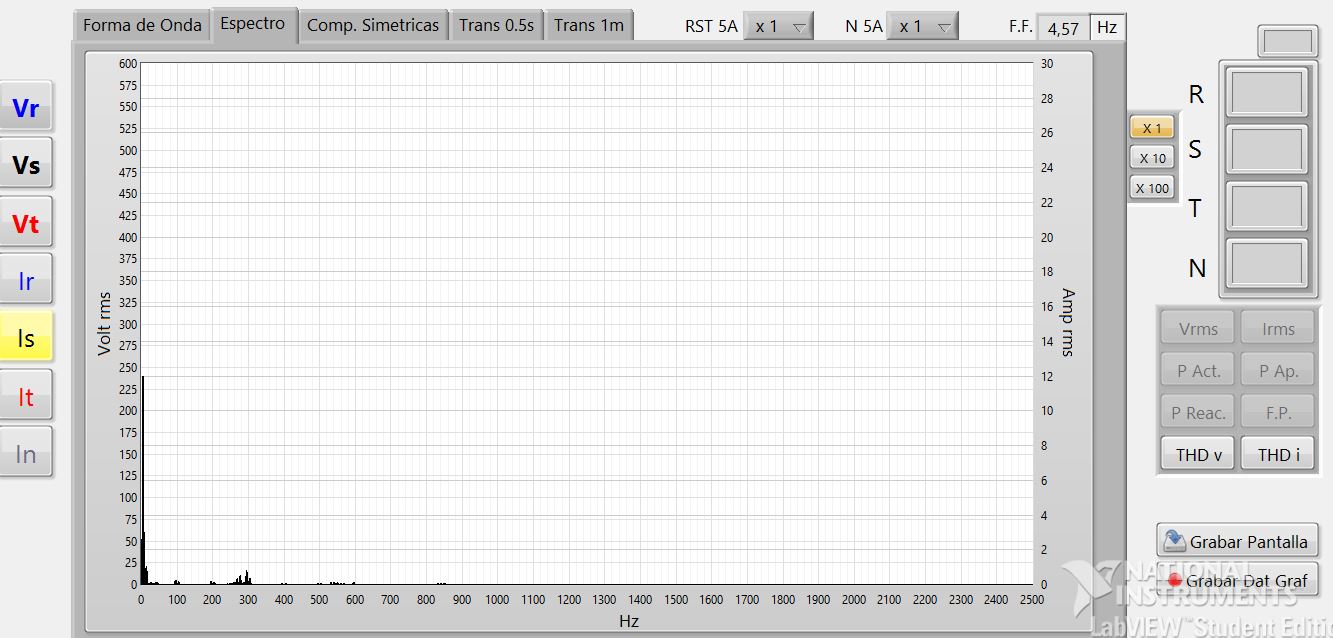 Forma de Onda Espectro Comp. Simetricas Trans 0.5s Trans 1m RST 5A x 1 N 5A x 1 F.F. 4,57 Hz
Vr
Vs
Vt
Ir
Is
It
In
Volt rms
600
575
550
525
500
475
450
425
400
375
350
325
300
275
250
225
200
175
150
125
100
75
50
25
0
0 100 200 300 400 500 600 700 800 900 1000 1100 1200 1300 1400 1500 1600 1700 1800 1900 2000 2100 2200 2300 2400 2500
Hz
30
28
26
24
22
20
18
16
14
12
10
8
6
4
2
0
Amp rms
X 1
X 10
X 100
R
S
T
N
Vrms Irms
P Act. P Ap.
P Reac. F.P.
THD v THD i
Grabar Pantalla
Grabar Dat Graf
NATIONAL
INSTRUMENTS
LabVIEW™ Student Editi